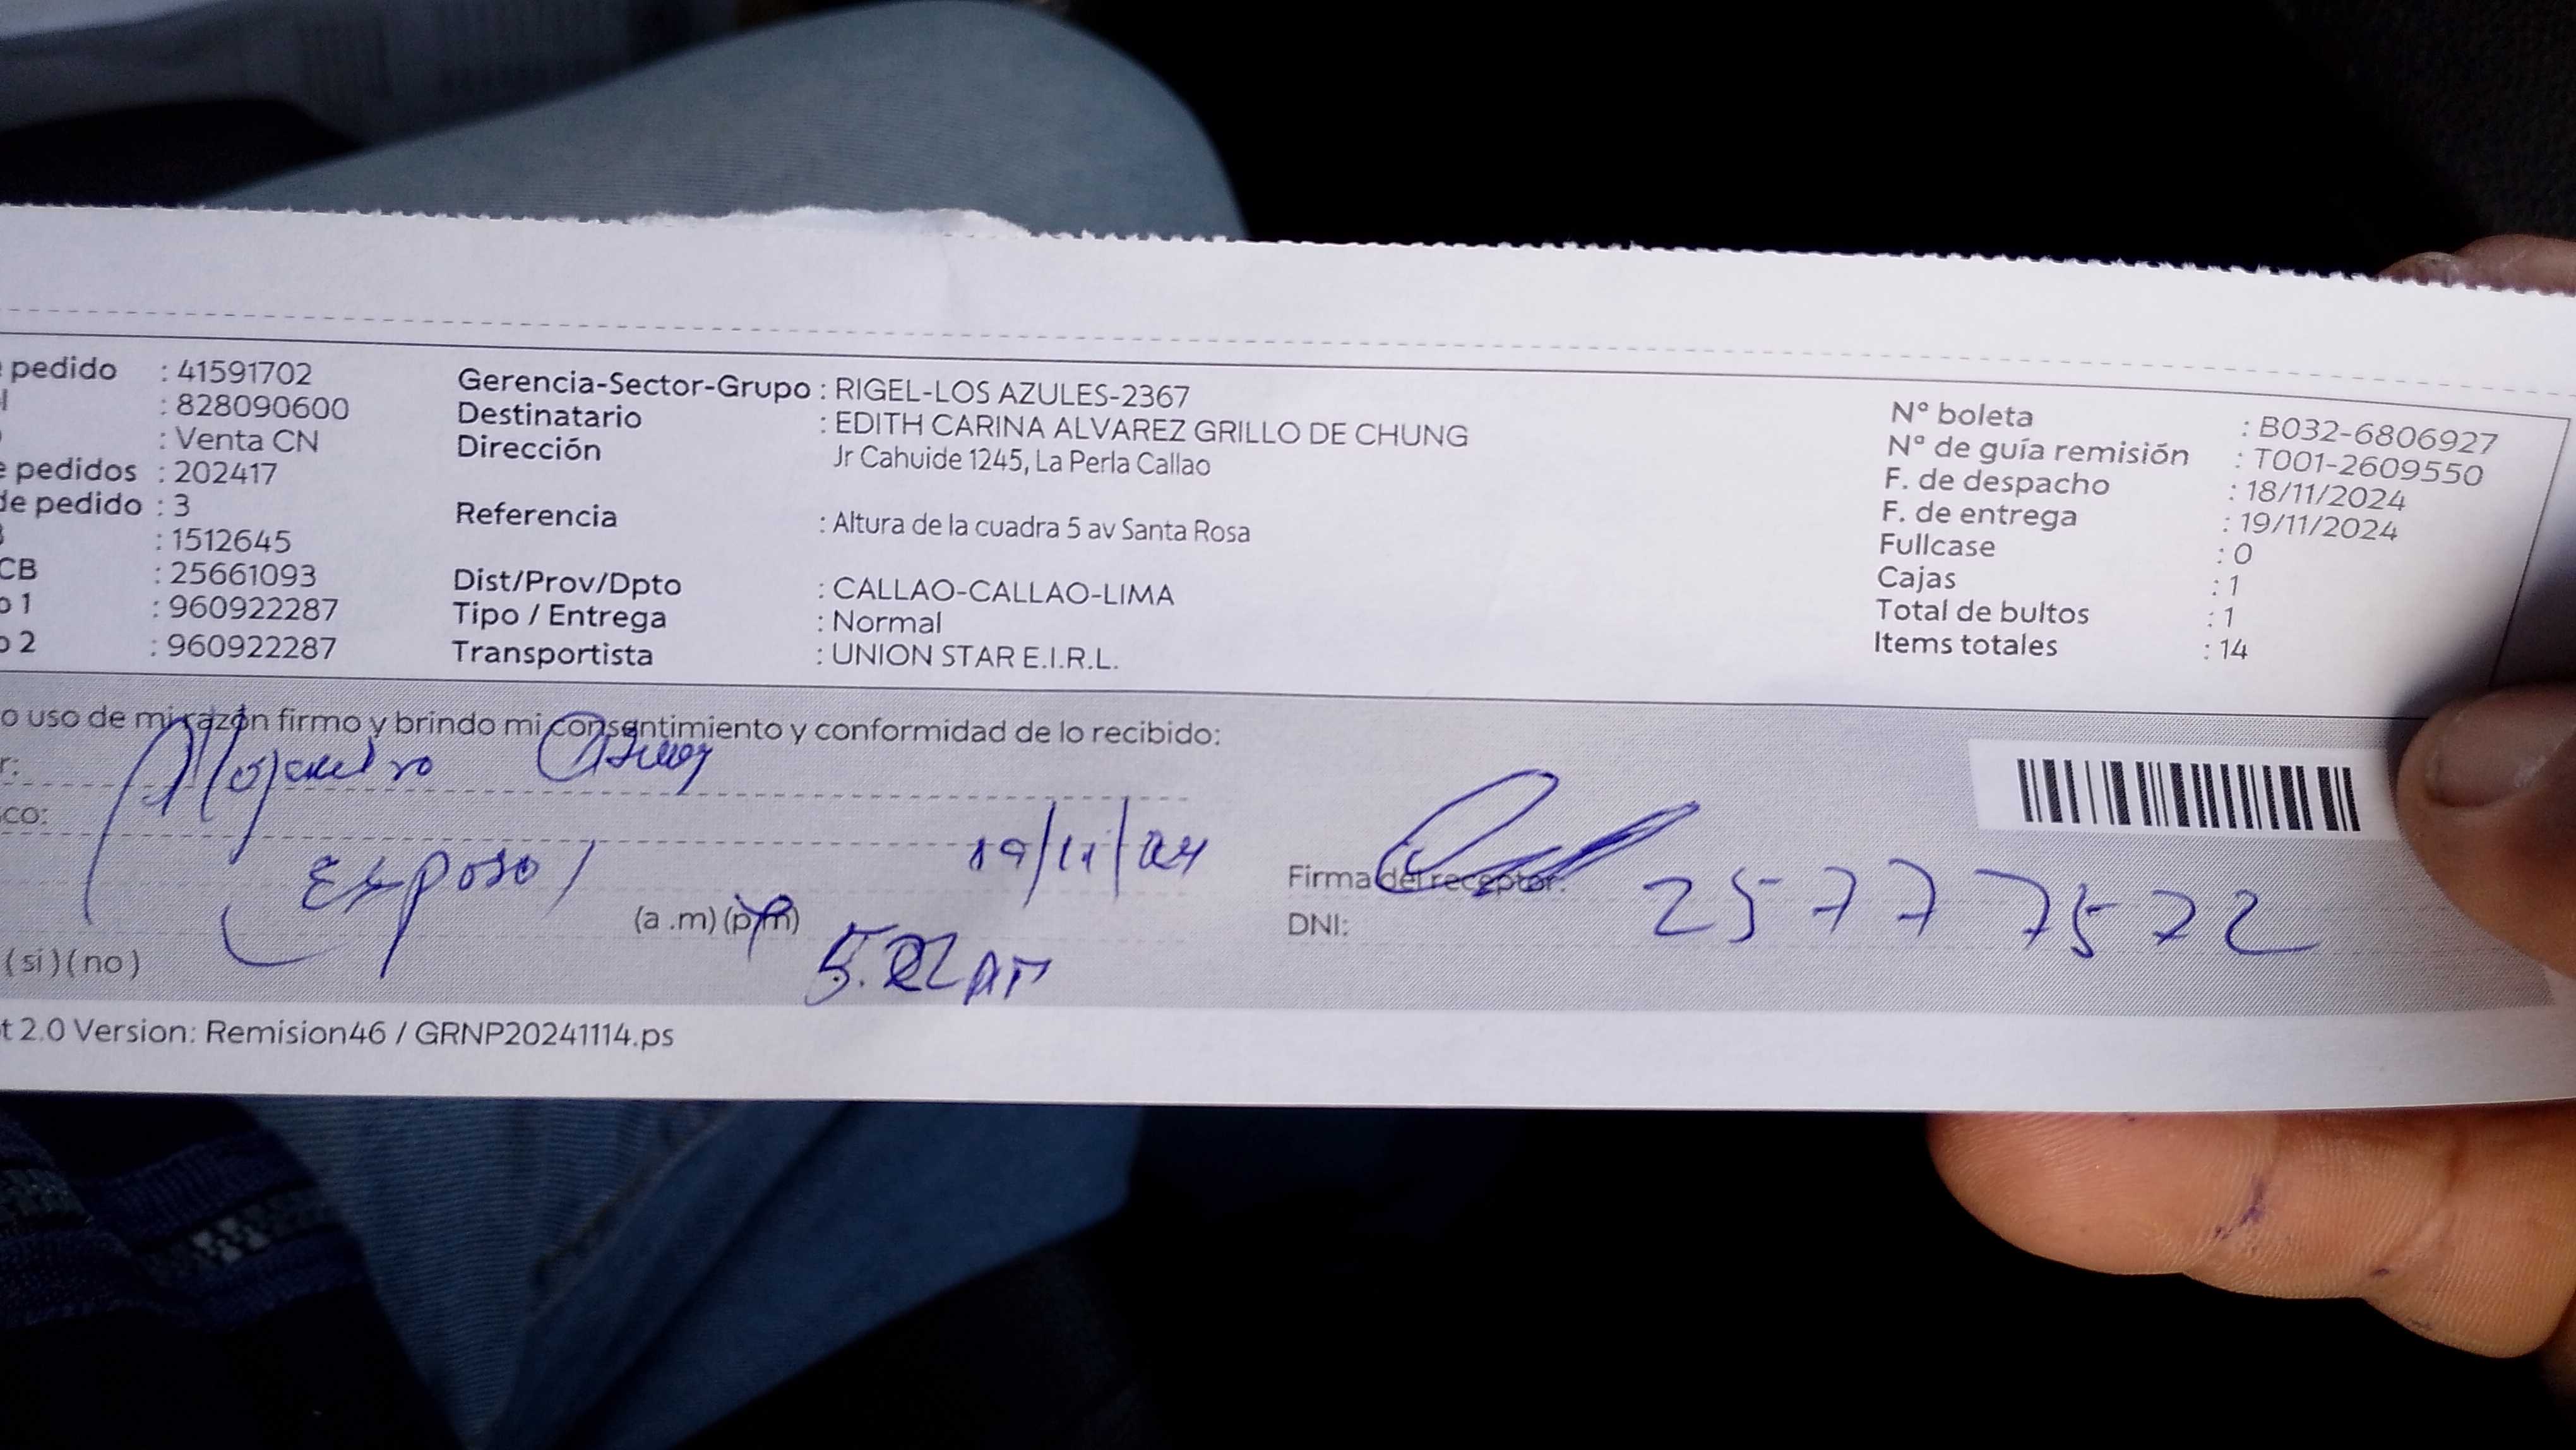 pedido : 41591702
: 828090600
: Venta CN
pedidos : 202417
de pedido : 3
: 1512645
CB : 25661093
1 : 960922287
2 : 960922287
Gerencia-Sector-Grupo : RIGEL-LOS AZULES-2367
Destinatario : EDITH CARINA ALVAREZ GRILLO DE CHUNG
Dirección Jr Cahuide 1245, La Perla Callao
Referencia : Altura de la cuadra 5 av Santa Rosa
Dist/Prov/Dpto : CALLAO-CALLAO-LIMA
Tipo / Entrega : Normal
Transportista : UNION STAR E.I.R.L.
N° boleta : B032-6806927
N° de guía remisión : T001-2609550
F. de despacho : 18/11/2024
F. de entrega : 19/11/2024
Fullcase : 0
Cajas : 1
Total de bultos : 1
Items totales : 14
o uso de mi razón firmo y brindo mi consentimiento y conformidad de lo recibido:
r: Alejandro Chung
co:
Esposo 19/11/24
Firma del receptor:
(a .m) (p.m) 5.22
DNI: 25777572
(si) (no)
t 2.0 Version: Remision46 / GRNP20241114.ps